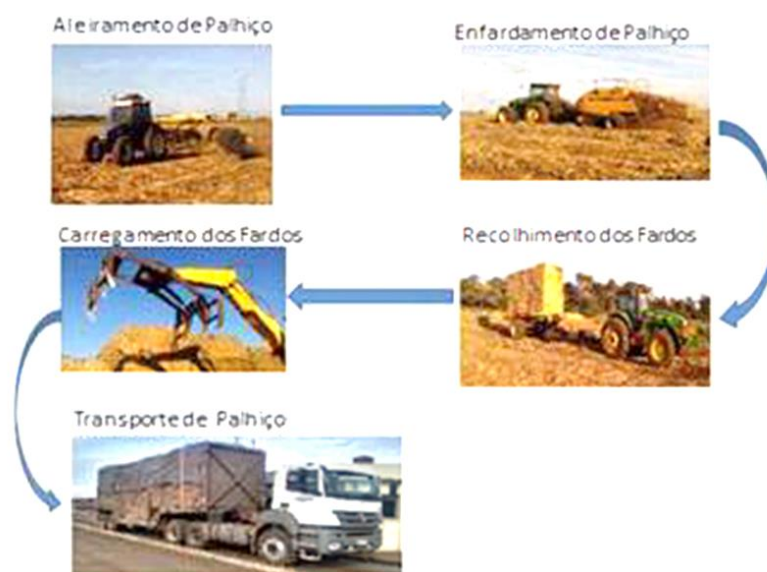 Aleiramento de Palhiço
Enfardamento de Palhiço
Recolhimento dos Fardos
Carregamento dos Fardos
Transporte de Palhiço